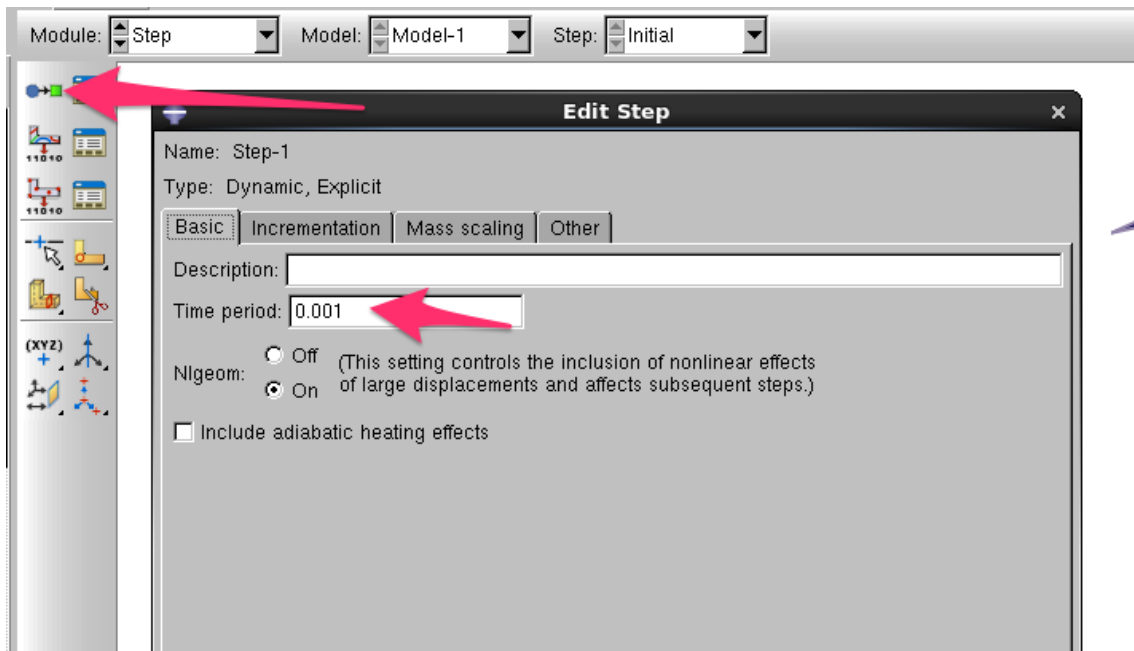 Module: Step Model: Model-1 Step: Initial
Edit Step
Name: Step-1
Type: Dynamic, Explicit
Basic Incrementation Mass scaling Other
Description:
Time period: 0.001
Nlgeom:
Off
On
(This setting controls the inclusion of nonlinear effects
of large displacements and affects subsequent steps.)
Include adiabatic heating effects
11010
11010
(XYZ)